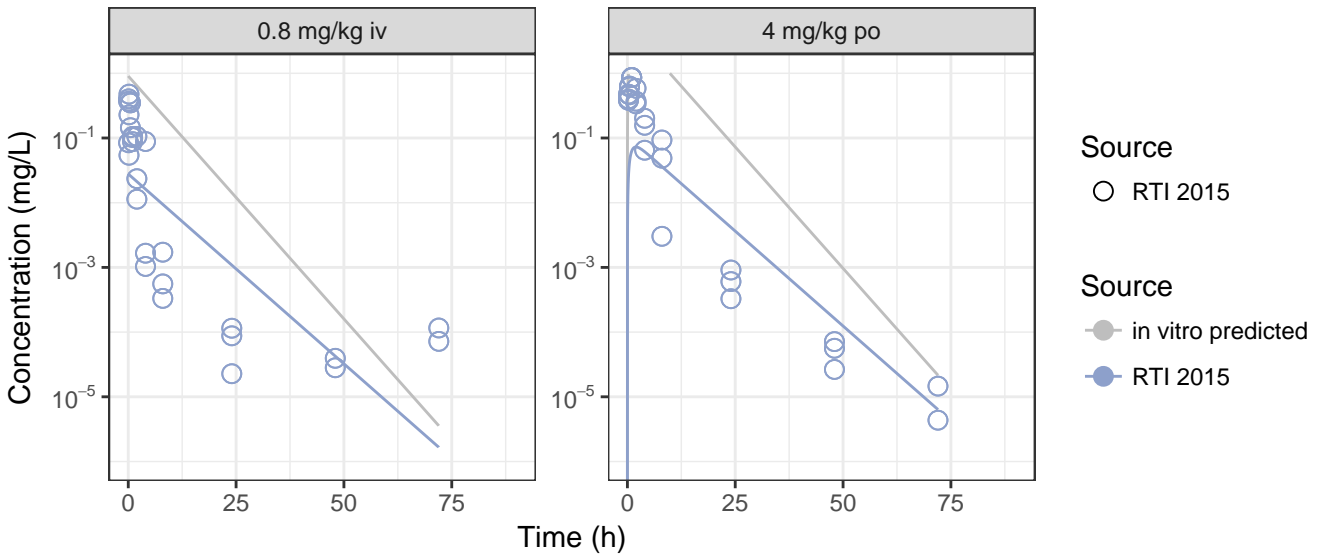 0.8 mg/kg iv
4 mg/kg po
Concentration (mg/L)
10⁻¹
10⁻³
10⁻⁵
10⁻¹
10⁻³
10⁻⁵
0 25 50 75
0 25 50 75
Time (h)
Source
RTI 2015
Source
in vitro predicted
RTI 2015